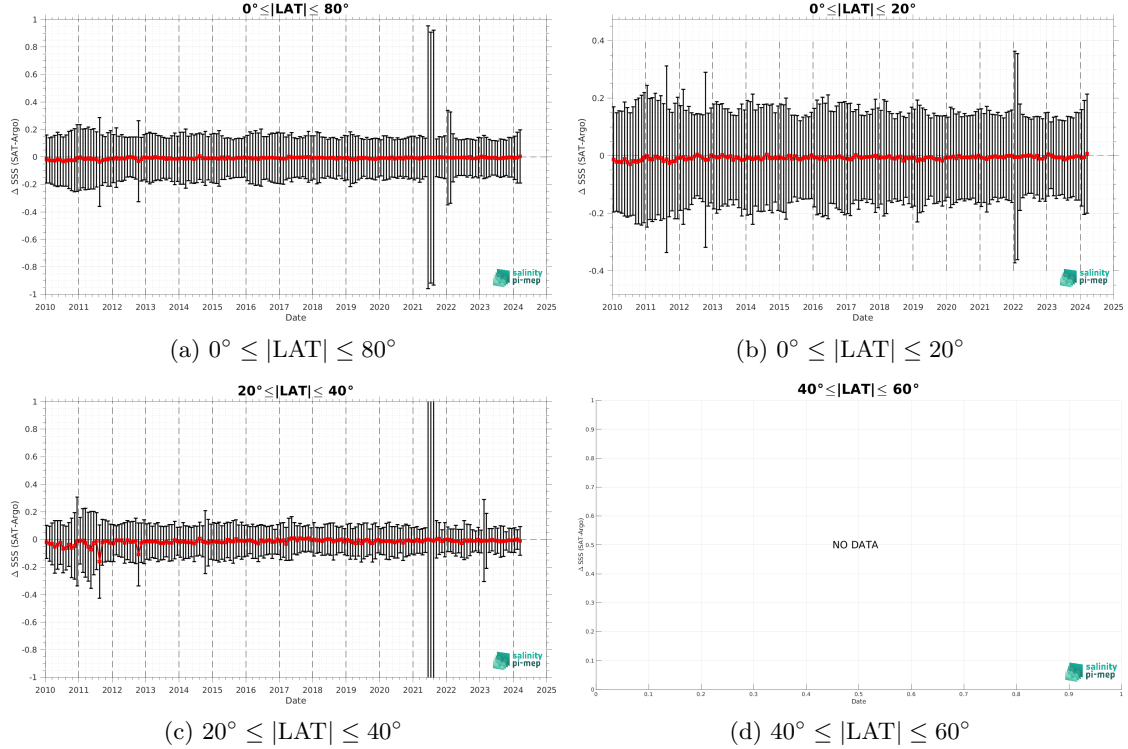 0°≤|LAT|≤ 80°
Δ SSS (SAT-Argo)
1
0.8
0.6
0.4
0.2
0
-0.2
-0.4
-0.6
-0.8
-1
2010 2011 2012 2013 2014 2015 2016 2017 2018 2019 2020 2021 2022 2023 2024 2025
Date
salinity
pi-mep
(a) 0° ≤ |LAT| ≤ 80°
0°≤|LAT|≤ 20°
Δ SSS (SAT-Argo)
0.4
0.2
0
-0.2
-0.4
2010 2011 2012 2013 2014 2015 2016 2017 2018 2019 2020 2021 2022 2023 2024 2025
Date
salinity
pi-mep
(b) 0° ≤ |LAT| ≤ 20°
20°≤|LAT|≤ 40°
Δ SSS (SAT-Argo)
1
0.8
0.6
0.4
0.2
0
-0.2
-0.4
-0.6
-0.8
-1
2010 2011 2012 2013 2014 2015 2016 2017 2018 2019 2020 2021 2022 2023 2024 2025
Date
salinity
pi-mep
(c) 20° ≤ |LAT| ≤ 40°
40°≤|LAT|≤ 60°
Δ SSS (SAT-Argo)
1
0.9
0.8
0.7
0.6
0.5
0.4
0.3
0.2
0.1
0
NO DATA
0 0.1 0.2 0.3 0.4 0.5 0.6 0.7 0.8 0.9 1
Date
salinity
pi-mep
(d) 40° ≤ |LAT| ≤ 60°